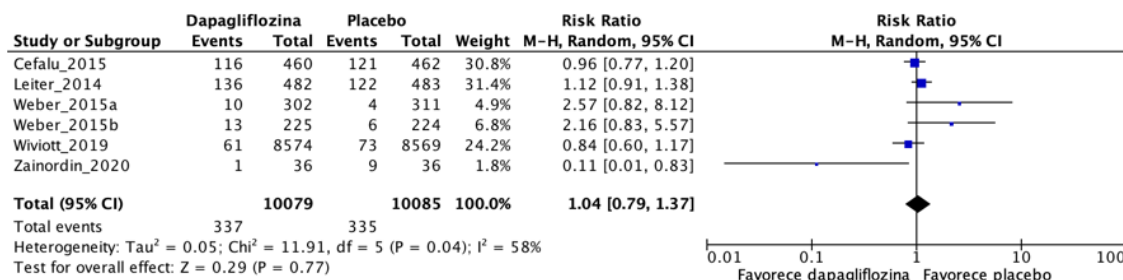 Dapagliflozina Placebo Risk Ratio Risk Ratio
Study or Subgroup Events Total Events Total Weight M-H, Random, 95% CI M-H, Random, 95% CI
Cefalu_2015 116 460 121 462 30.8% 0.96 [0.77, 1.20]
Leiter_2014 136 482 122 483 31.4% 1.12 [0.91, 1.38]
Weber_2015a 10 302 4 311 4.9% 2.57 [0.82, 8.12]
Weber_2015b 13 225 6 224 6.8% 2.16 [0.83, 5.57]
Wiviott_2019 61 8574 73 8569 24.2% 0.84 [0.60, 1.17]
Zainordin_2020 1 36 9 36 1.8% 0.11 [0.01, 0.83]
Total (95% CI) 10079 10085 100.0% 1.04 [0.79, 1.37]
Total events 337 335
Heterogeneity: Tau² = 0.05; Chi² = 11.91, df = 5 (P = 0.04); I² = 58%
Test for overall effect: Z = 0.29 (P = 0.77)
0.01 0.1 1 10 100
Favorece dapagliflozina Favorece placebo